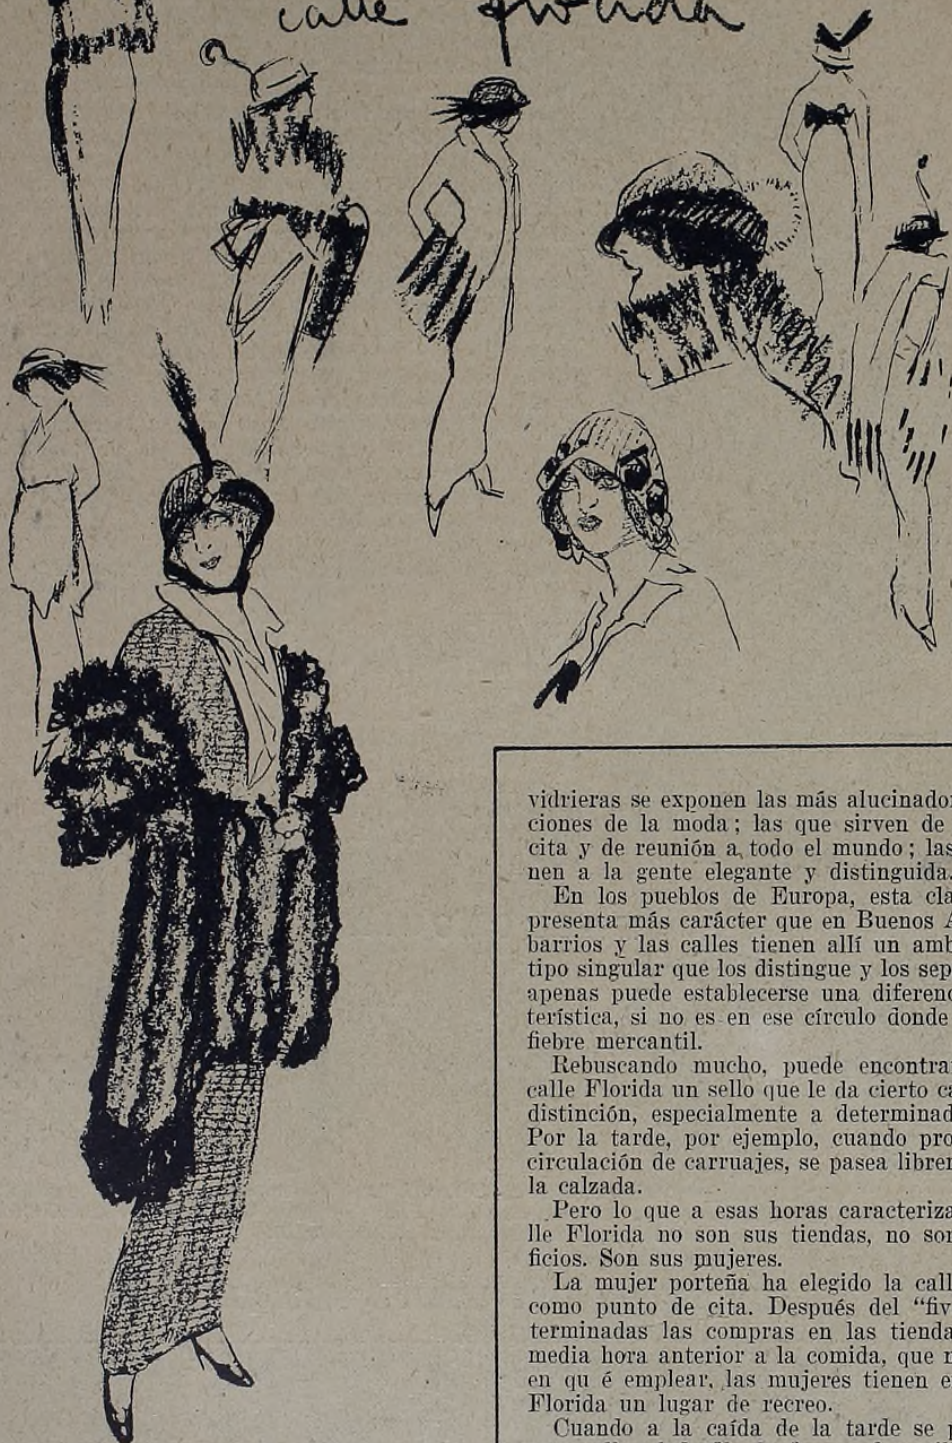 calle florida
vidrieras se exponen las más alucinado
ciones de la moda; las que sirven de
cita y de reunión a todo el mundo; las
nen a la gente elegante y distinguida.
En los pueblos de Europa, esta cla
presenta más carácter que en Buenos A
barrios y las calles tienen allí un amb
tipo singular que los distingue y los sep
apenas puede establecerse una diferenc
terística, si no es en ese círculo donde
fiebre mercantil.
Rebuscando mucho, puede encontra
calle Florida un sello que le da cierto ca
distinción, especialmente a determinad
Por la tarde, por ejemplo, cuando pro
circulación de carruajes, se pasea librem
la calzada.
Pero lo que a esas horas caracteriza
lle Florida no son sus tiendas, no son
ficios. Son sus mujeres.
La mujer porteña ha elegido la call
como punto de cita. Después del “fiv
terminadas las compras en las tienda
media hora anterior a la comida, que n
en qu é emplear, las mujeres tienen e
Florida un lugar de recreo.
Cuando a la caída de la tarde se